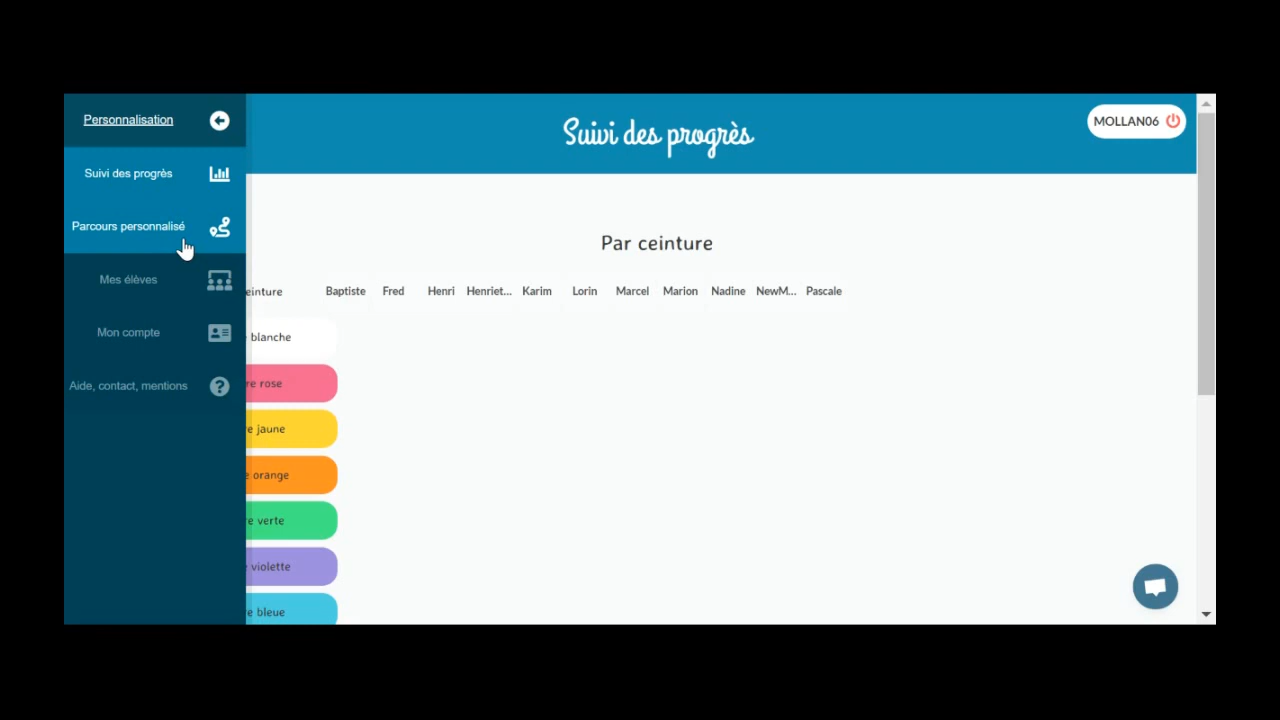 Personnalisation
Suivi des progrès
MOLLAN06
Suivi des progrès
Parcours personnalisé
Par ceinture
Mes élèves
einture Baptiste Fred Henri Henriet... Karim Lorin Marcel Marion Nadine NewM... Pascale
Mon compte
blanche
Aide, contact, mentions
re rose
e jaune
e orange
re verte
violette
e bleue